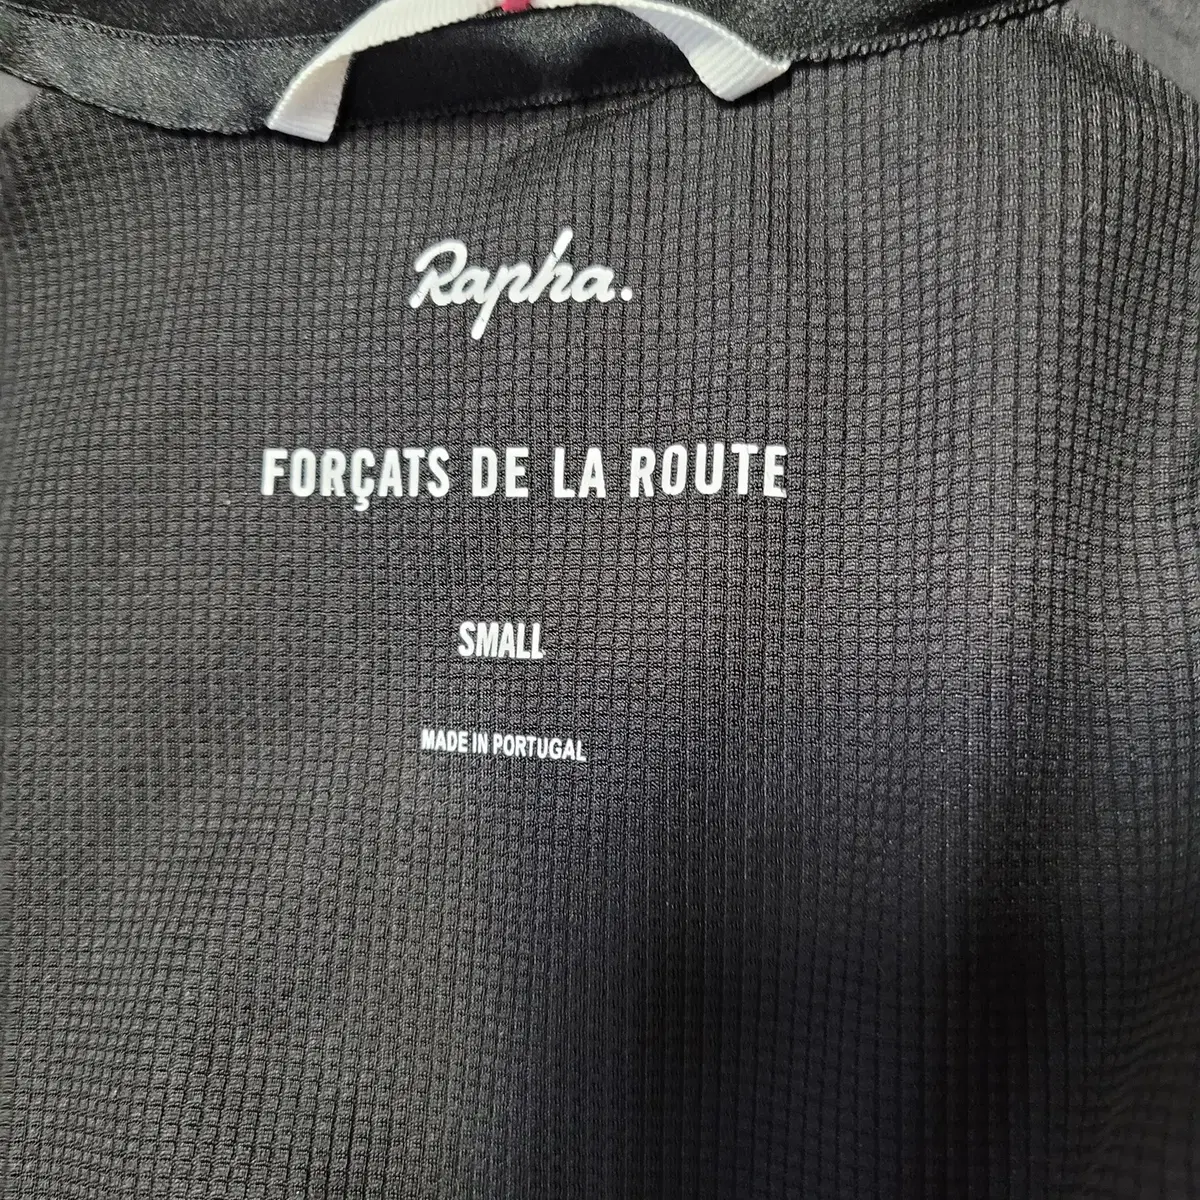 Rapha.
FORÇATS DE LA ROUTE
SMALL
MADE IN PORTUGAL